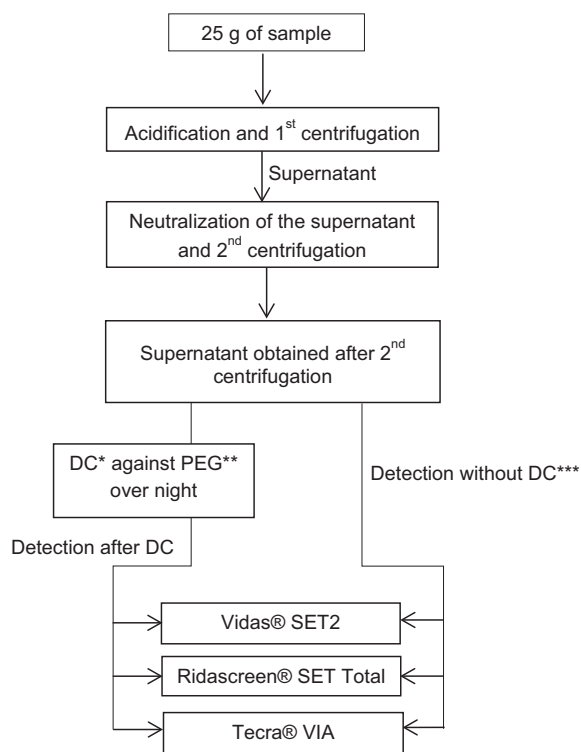 25 g of sample
Acidification and 1st centrifugation
Supernatant
Neutralization of the supernatant
and 2nd centrifugation
Supernatant obtained after 2nd
centrifugation
DC* against PEG**
over night
Detection without DC***
Detection after DC
Vidas® SET2
Ridascreen® SET Total
Tecra® VIA